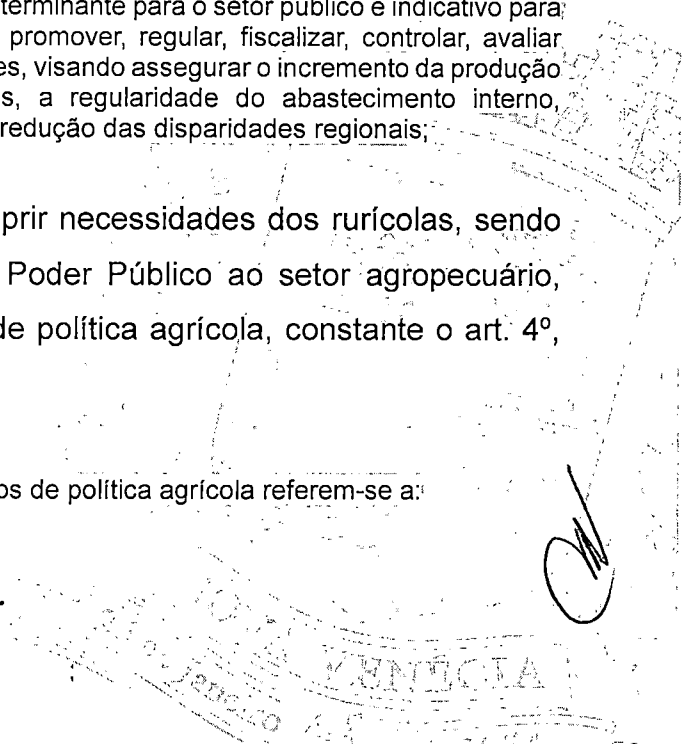 terminante para o setor público e indicativo para
promover, regular, fiscalizar, controlar, avaliar
es, visando assegurar o incremento da produção
s, a regularidade do abastecimento interno,
redução das disparidades regionais;
prir necessidades dos rurícolas, sendo
Poder Público ao setor agropecuário,
de política agrícola, constante o art. 4º,
os de política agrícola referem-se a: